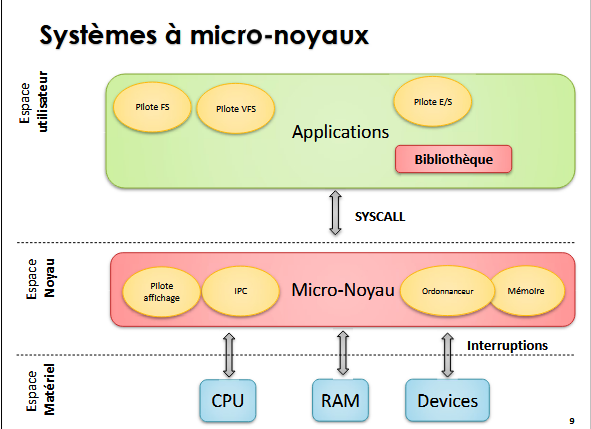 Systèmes à micro-noyaux
Espace
utilisateur
Pilote FS
Pilote VFS
Pilote E/S
Applications
Bibliothèque
SYSCALL
Espace
Noyau
Pilote
affichage
IPC
Micro-Noyau
Ordonnanceur
Mémoire
Interruptions
Espace
Matériel
CPU
RAM
Devices
9